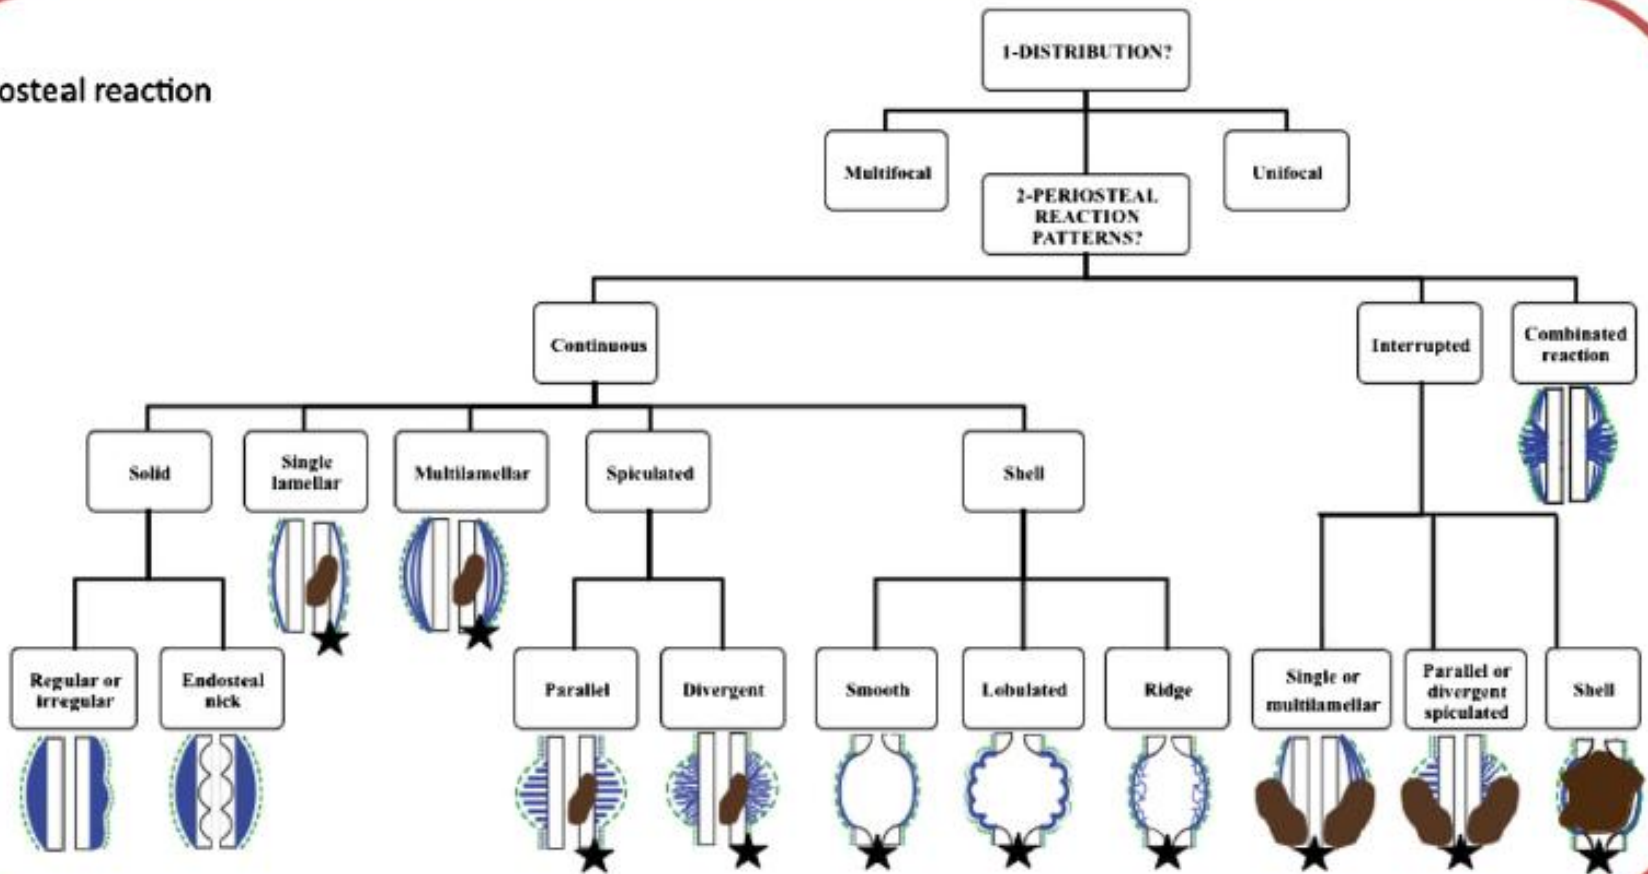 osteal reaction
1-DISTRIBUTION?
Multifocal
Unifocal
2-PERIOSTEAL
REACTION
PATTERNS?
Continuous
Interrupted
Combinated
reaction
Solid
Single
lamellar
Multilamellar
Spiculated
Shell
Regular or
irregular
Endosteal
nick
Parallel
Divergent
Smooth
Lobulated
Ridge
Single or
multilamellar
Parallel or
divergent
spiculated
Shell